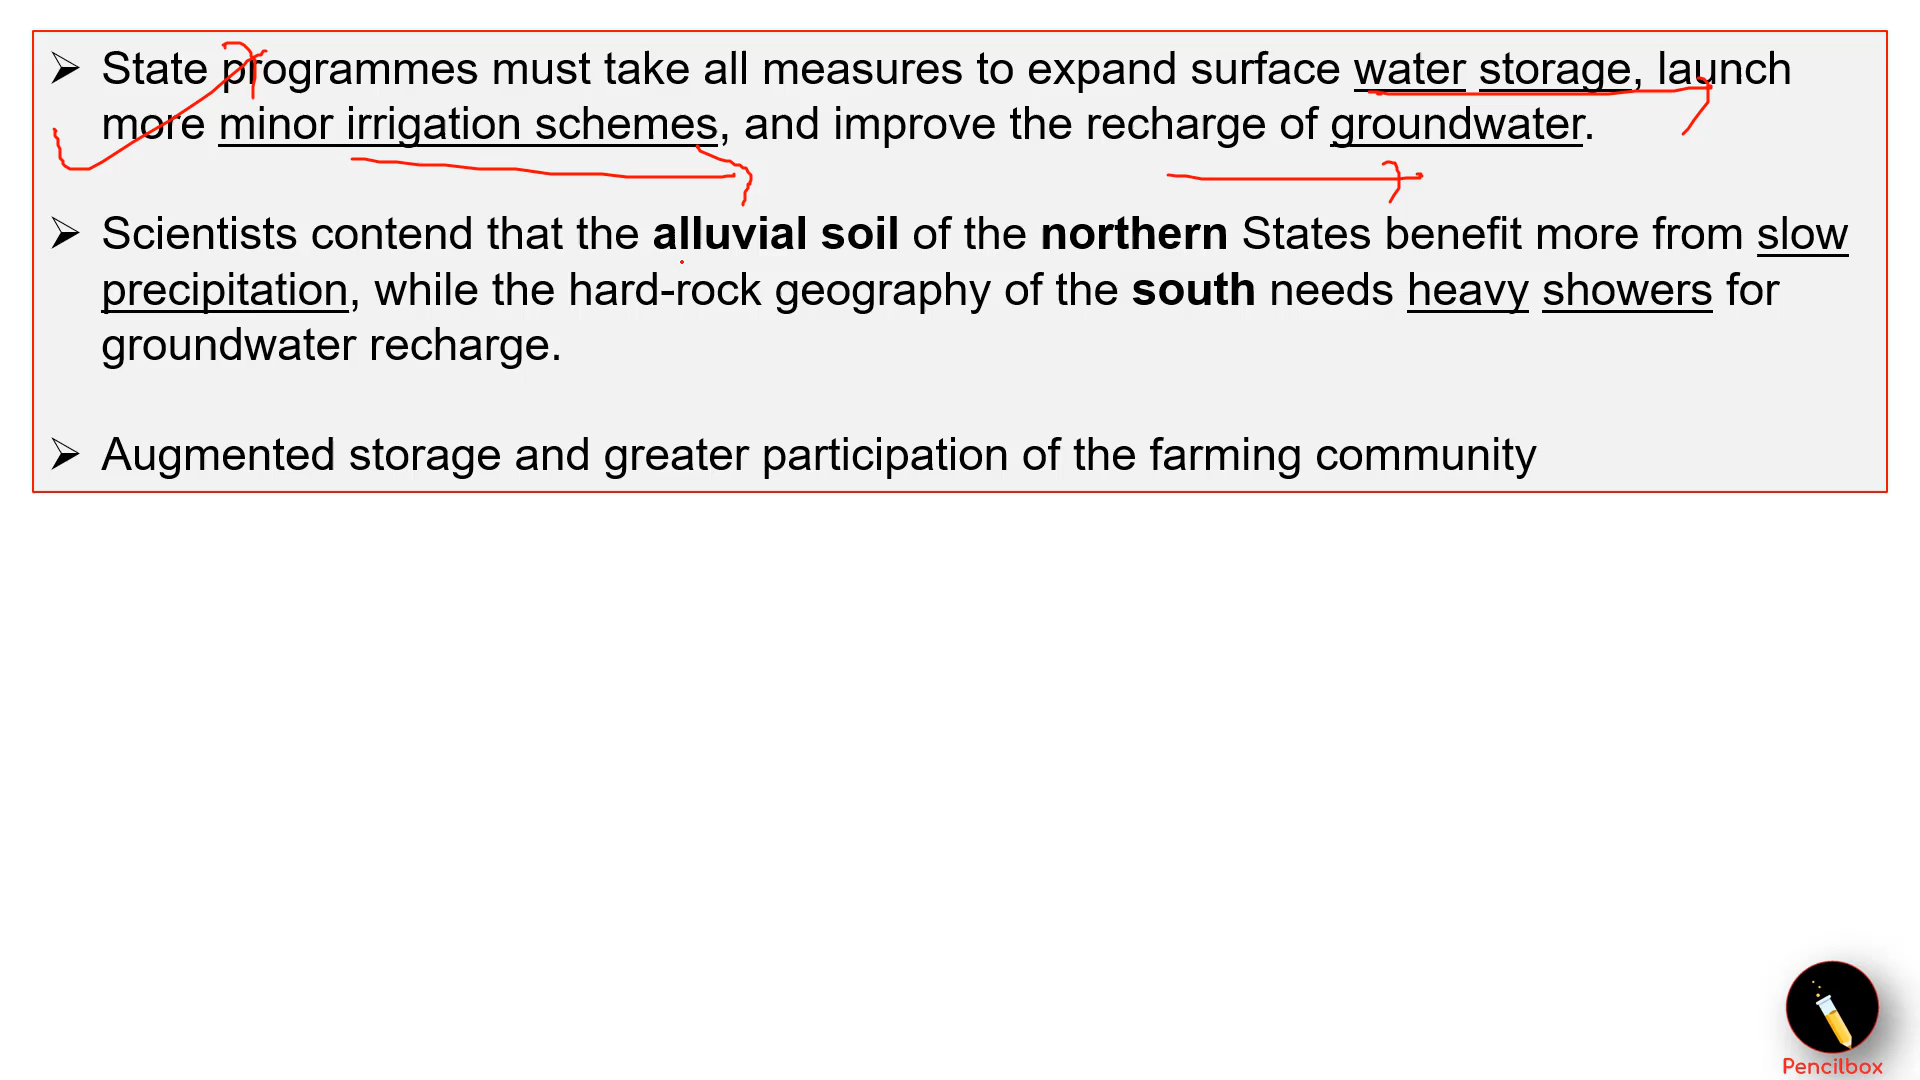 ➢ State programmes must take all measures to expand surface water storage, launch
more minor irrigation schemes, and improve the recharge of groundwater.
➢ Scientists contend that the alluvial soil of the northern States benefit more from slow
precipitation, while the hard-rock geography of the south needs heavy showers for
groundwater recharge.
➢ Augmented storage and greater participation of the farming community
Pencilbox